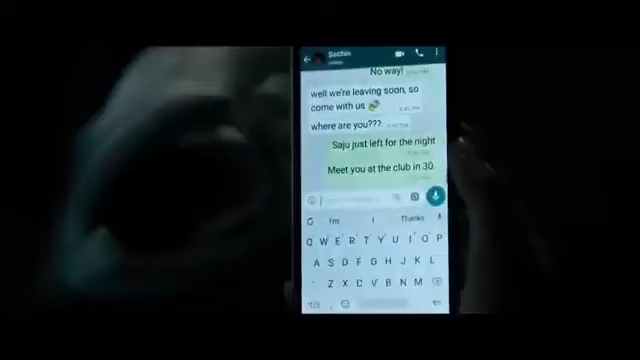 Sachin
No way!
well we're leaving soon, so
come with us
where are you???
Saju just left for the night
Meet you at the club in 30.
Yes I Thanks
Q W E R T Y U I O P
A S D F G H J K L
Z X C V B N M